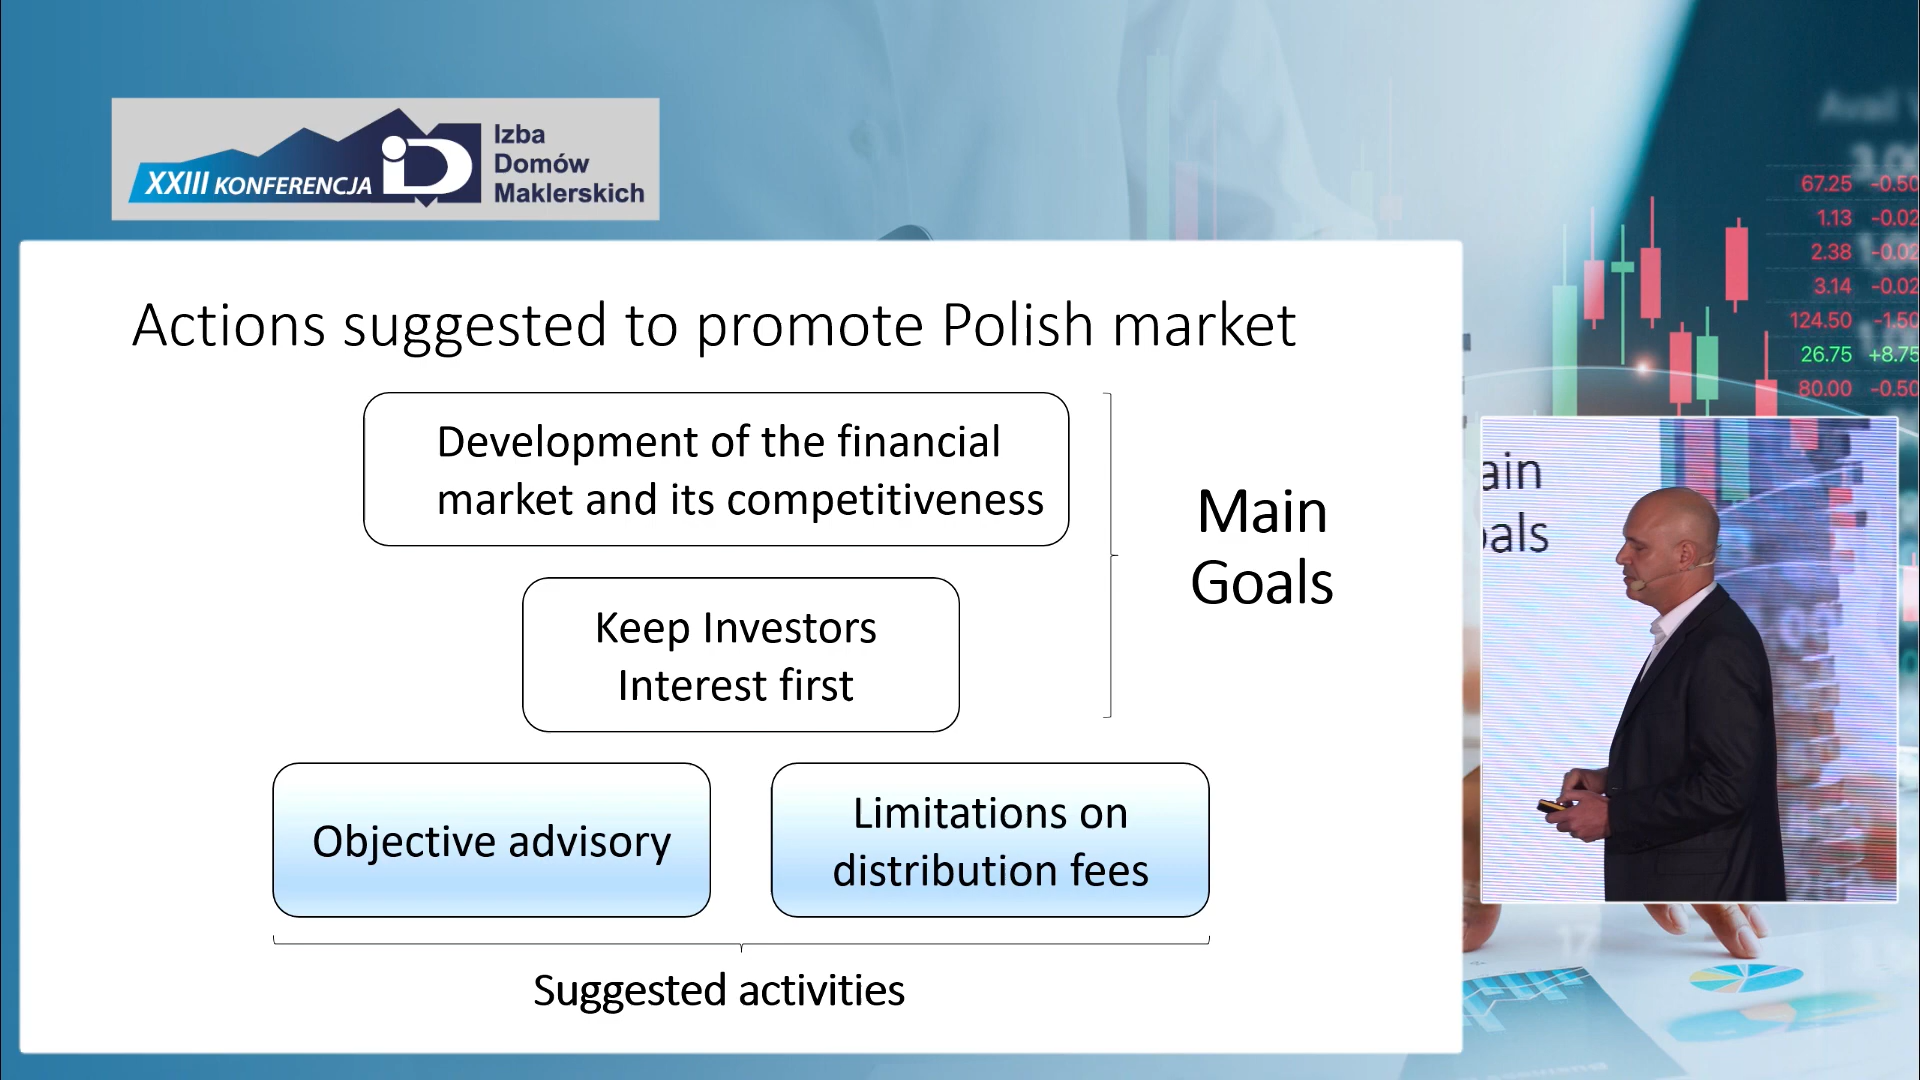 XXIII KONFERENCJA
iD
Izba
Domów
Maklerskich
Actions suggested to promote Polish market
Development of the financial
market and its competitiveness
Main
Goals
Keep Investors
Interest first
Objective advisory
Limitations on
distribution fees
Suggested activities
Avail
67.25 -0.50
1.13 -0.02
2.38 -0.02
3.14 -0.02
124.50 -1.50
26.75 +8.75
80.00 -0.50
ain
oals